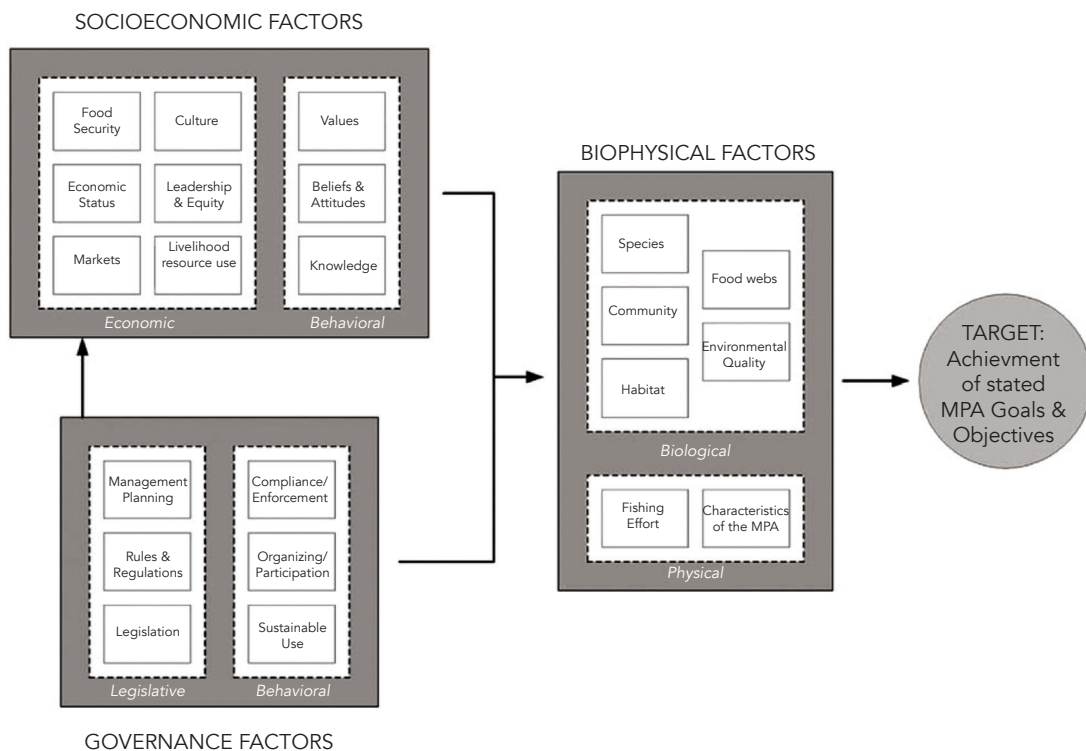 SOCIOECONOMIC FACTORS
Food
Security
Culture
Economic
Status
Leadership
& Equity
Markets
Livelihood
resource use
Economic
Values
Beliefs &
Attitudes
Knowledge
Behavioral
BIOPHYSICAL FACTORS
Species
Community
Habitat
Food webs
Environmental
Quality
Biological
Fishing
Effort
Characteristics
of the MPA
Physical
TARGET:
Achievment
of stated
MPA Goals &
Objectives
Management
Planning
Rules &
Regulations
Legislation
Legislative
Compliance/
Enforcement
Organizing/
Participation
Sustainable
Use
Behavioral
GOVERNANCE FACTORS